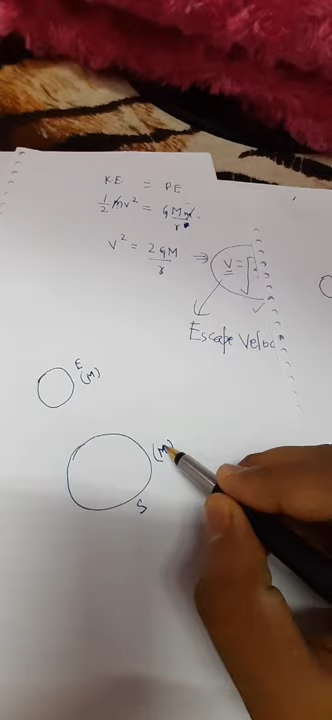 K.E = P.E
1/2 mv² = GMm/r
v² = 2GM/r ⇒ v = √
Escape Veloc
E
(M)
(M)
S